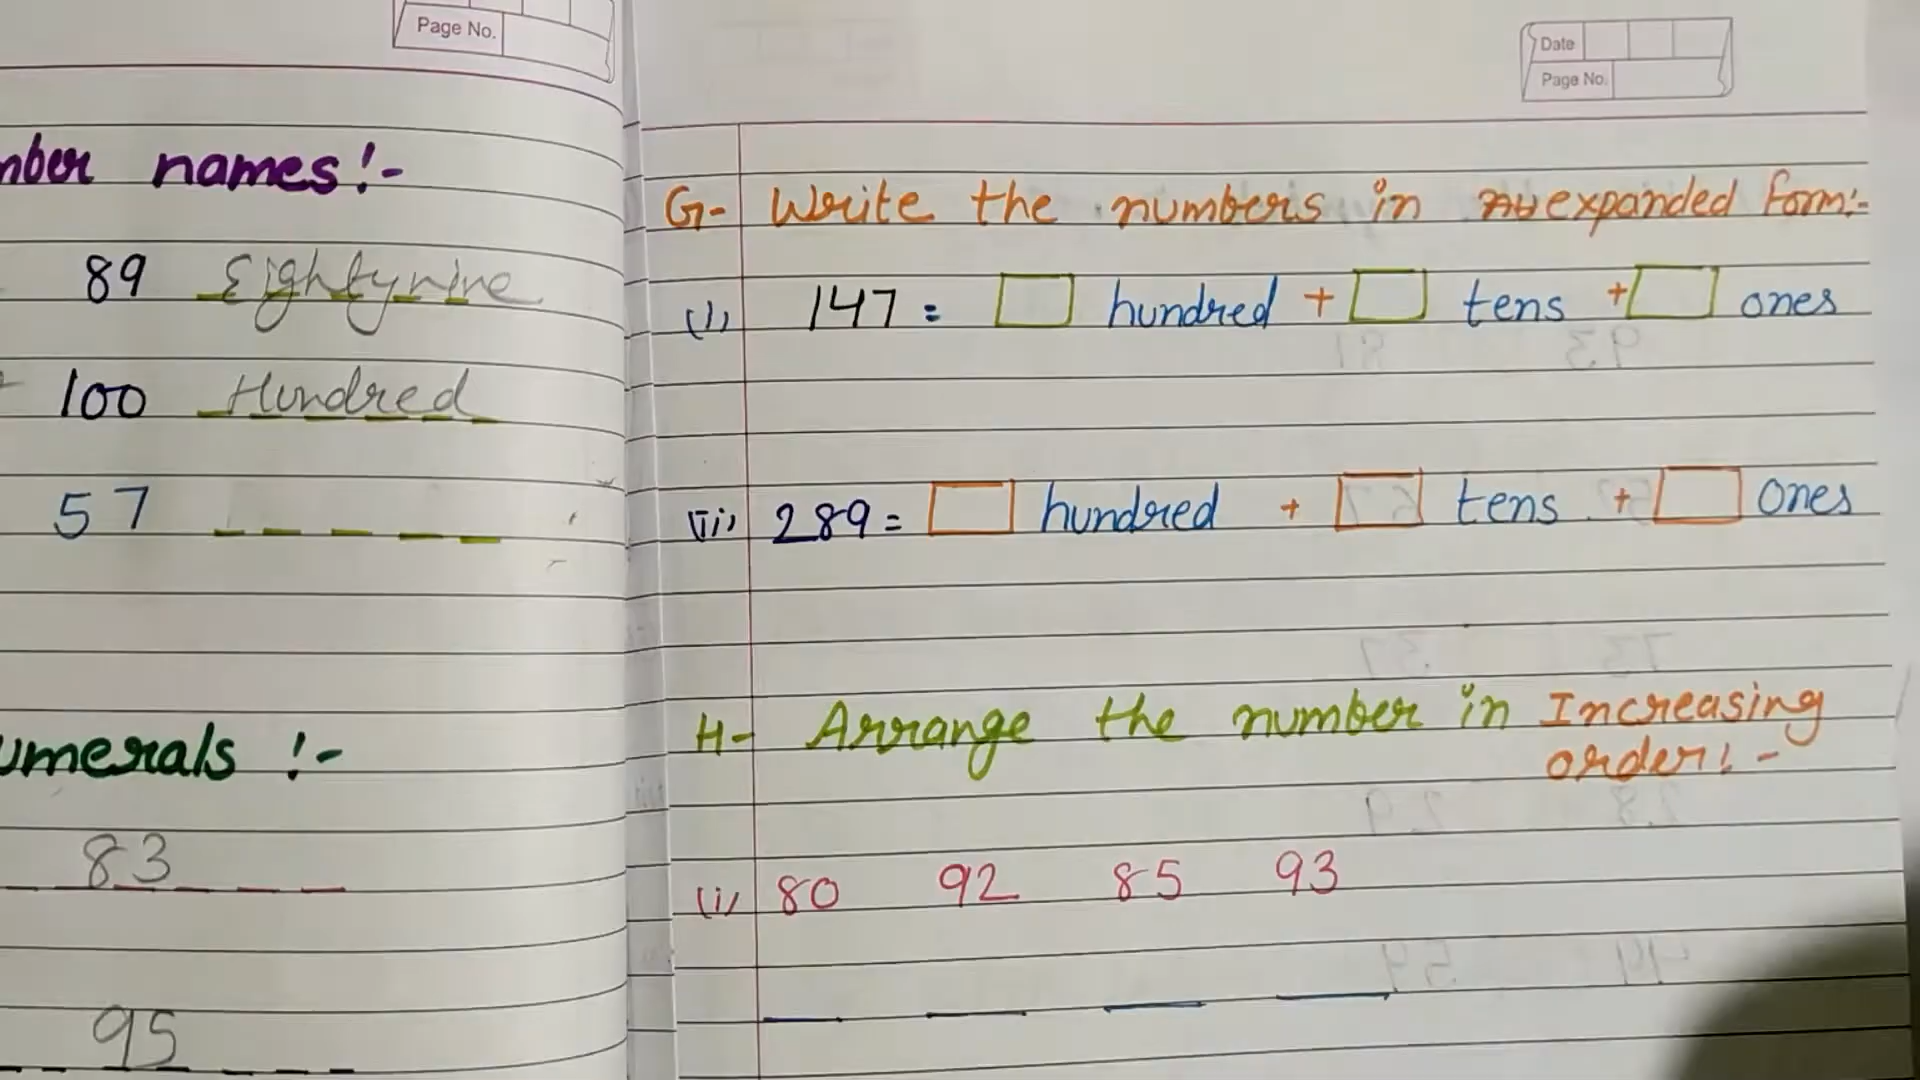 Page No.
nber names!-
89 Eightynine
100 Hundred
57
umerals !-
83
95
Date
Page No.
G- Write the numbers in expanded form:-
(i) 147 = hundred + tens + ones
(ii) 289 = hundred + tens + ones
H- Arrange the number in Increasing
order! -
(i) 80 92 85 93